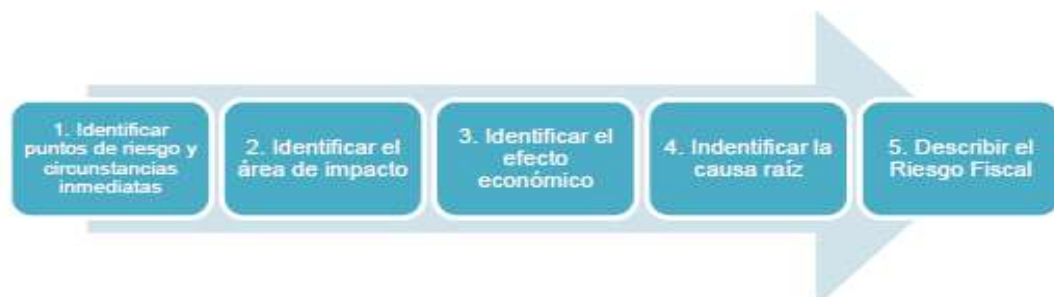 1. Identificar
puntos de riesgo y
circunstancias
inmediatas
2. Identificar el
área de impacto
3. Identificar el
efecto
económico
4. Indentificar la
causa raíz
5. Describir el
Riesgo Fiscal